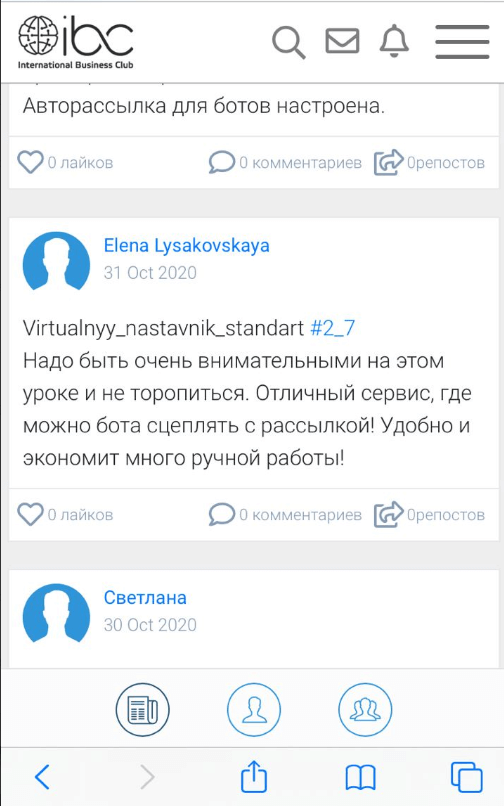 ibc
International Business Club
Авторассылка для ботов настроена.
0 лайков 0 комментариев 0репостов
Elena Lysakovskaya
31 Oct 2020
Virtualnyy_nastavnik_standart #2_7
Надо быть очень внимательными на этом
уроке и не торопиться. Отличный сервис, где
можно бота сцеплять с рассылкой! Удобно и
экономит много ручной работы!
0 лайков 0 комментариев 0репостов
Светлана
30 Oct 2020